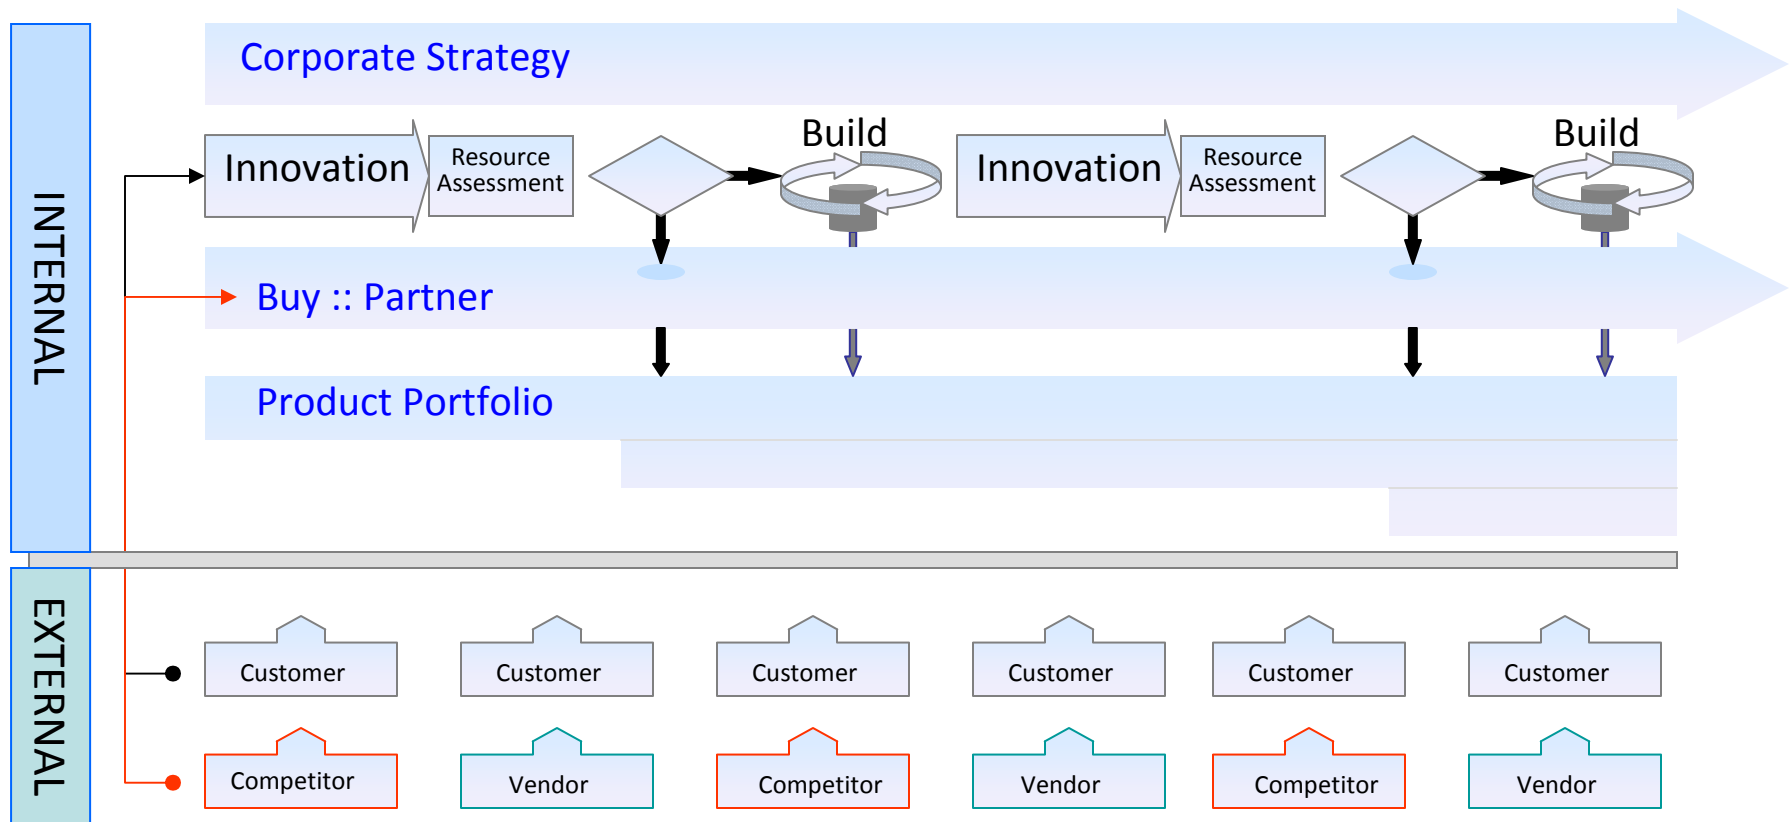 INTERNAL
Corporate Strategy
Innovation
Resource
Assessment
Build
Innovation
Resource
Assessment
Build
Buy :: Partner
Product Portfolio
EXTERNAL
Customer
Customer
Customer
Customer
Customer
Customer
Competitor
Vendor
Competitor
Vendor
Competitor
Vendor